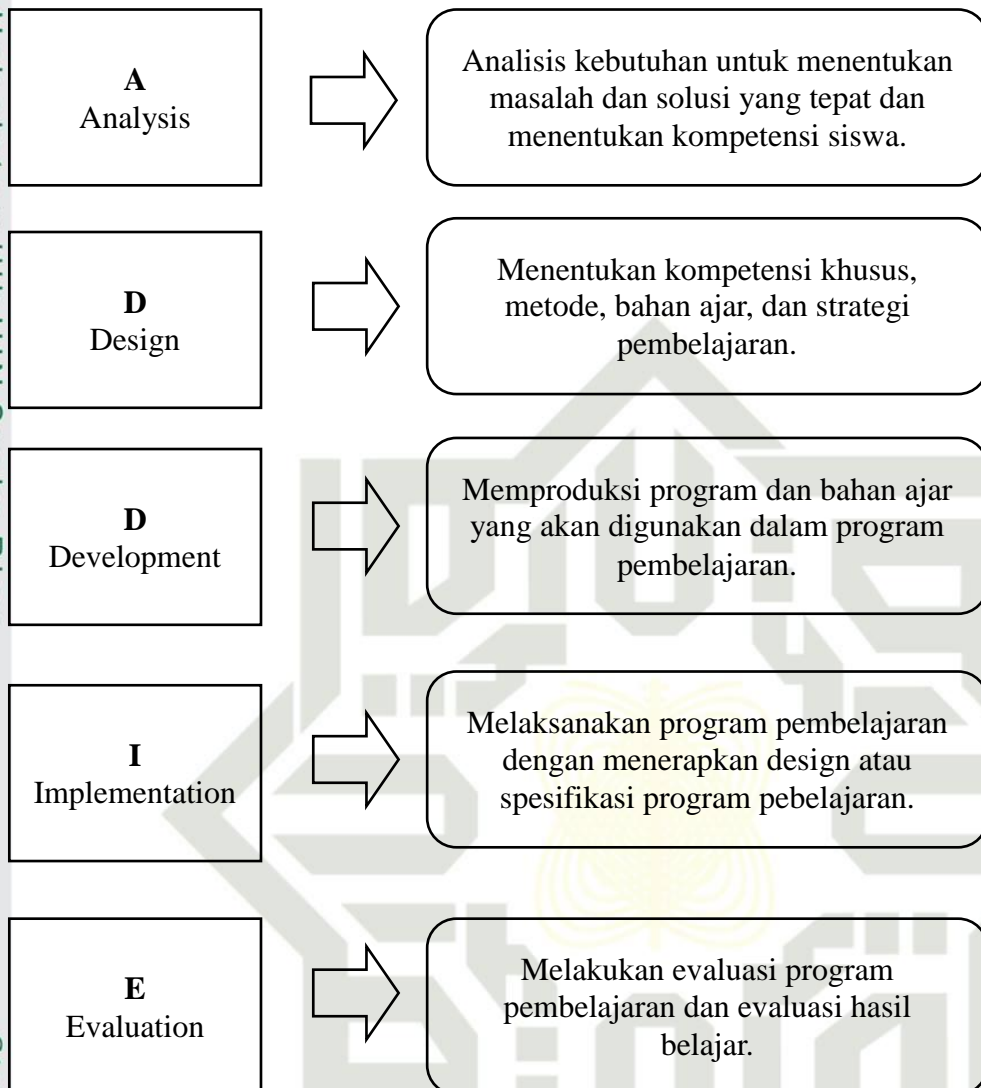 A
Analysis
Analisis kebutuhan untuk menentukan
masalah dan solusi yang tepat dan
menentukan kompetensi siswa.
D
Design
Menentukan kompetensi khusus,
metode, bahan ajar, dan strategi
pembelajaran.
D
Development
Memproduksi program dan bahan ajar
yang akan digunakan dalam program
pembelajaran.
I
Implementation
Melaksanakan program pembelajaran
dengan menerapkan design atau
spesifikasi program pebelajaran.
E
Evaluation
Melakukan evaluasi program
pembelajaran dan evaluasi hasil
belajar.